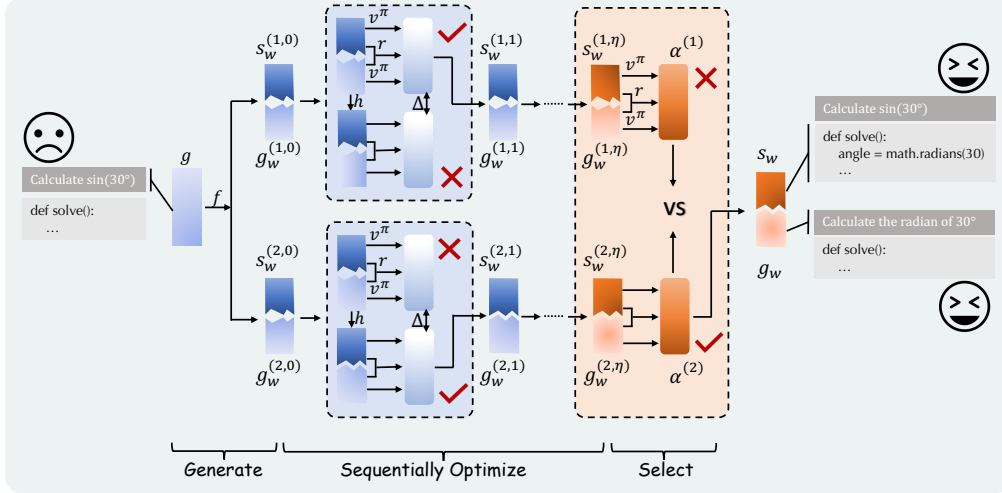 Calculate sin(30°)
def solve():
...
g
f
s_w^(1,0)
g_w^(1,0)
v^π
r
v^π
h
Δ
s_w^(1,1)
g_w^(1,1)
......
s_w^(1,η)
g_w^(1,η)
v^π
r
v^π
α^(1)
VS
s_w^(2,0)
g_w^(2,0)
v^π
r
v^π
h
Δ
s_w^(2,1)
g_w^(2,1)
......
s_w^(2,η)
g_w^(2,η)
α^(2)
s_w
g_w
Calculate sin(30°)
def solve():
angle = math.radians(30)
...
Calculate the radian of 30°
def solve():
...
Generate
Sequentially Optimize
Select